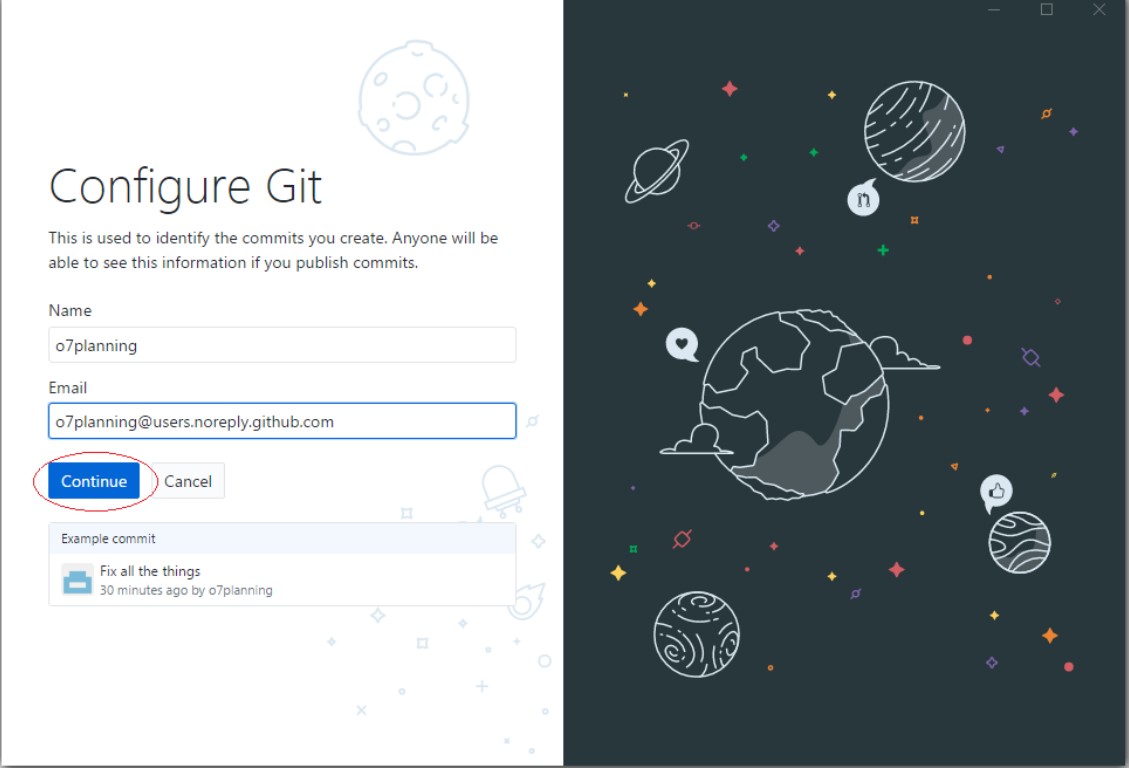 Configure Git
This is used to identify the commits you create. Anyone will be
able to see this information if you publish commits.
Name
o7planning
Email
o7planning@users.noreply.github.com
Continue
Cancel
Example commit
Fix all the things
30 minutes ago by o7planning